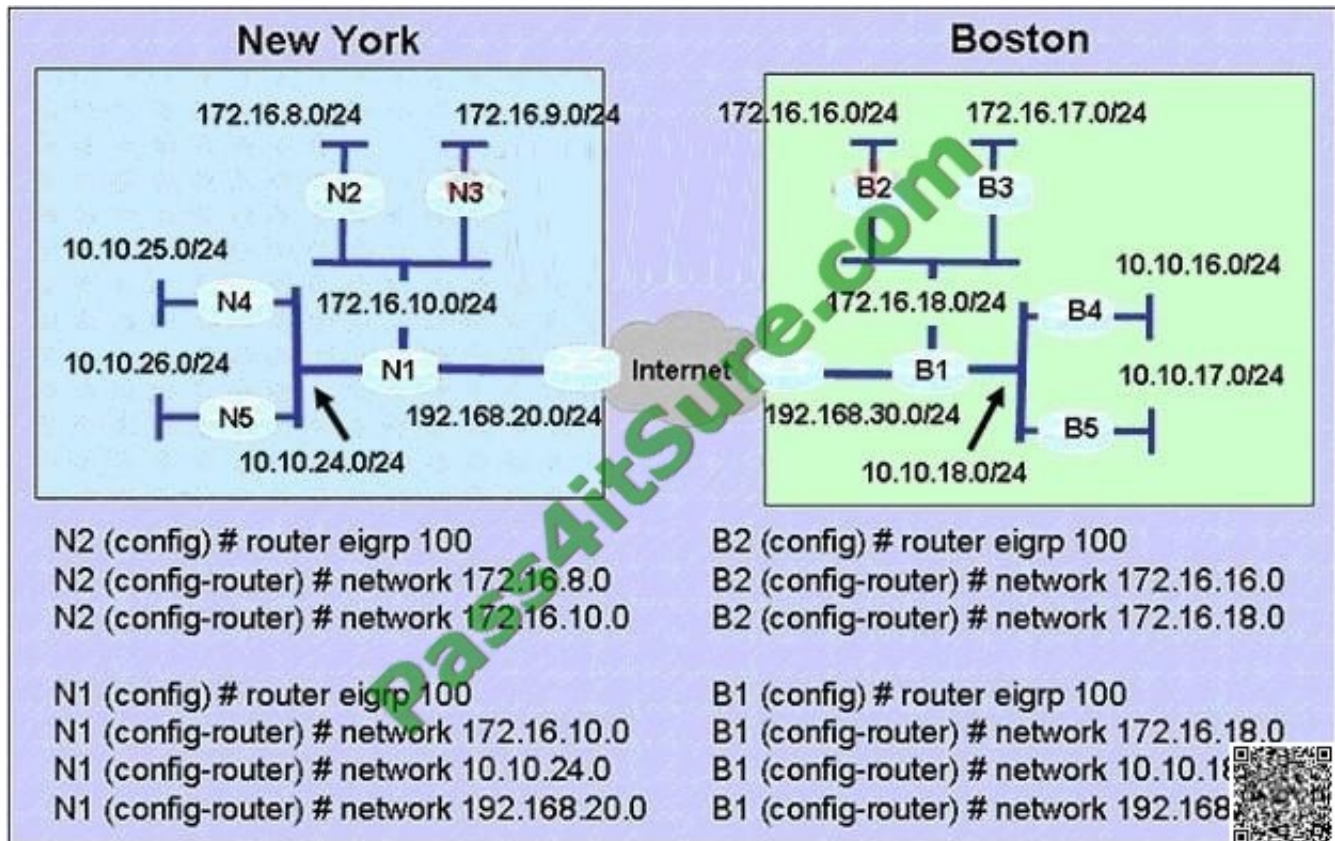 New York
Boston
172.16.8.0/24
172.16.9.0/24
172.16.16.0/24
172.16.17.0/24
N2
N3
B2
B3
10.10.25.0/24
10.10.16.0/24
N4
172.16.10.0/24
172.16.18.0/24
B4
10.10.26.0/24
N1
Internet
B1
10.10.17.0/24
N5
192.168.20.0/24
192.168.30.0/24
B5
10.10.24.0/24
10.10.18.0/24
Pass4itSure.com
N2 (config) # router eigrp 100
N2 (config-router) # network 172.16.8.0
N2 (config-router) # network 172.16.10.0
N1 (config) # router eigrp 100
N1 (config-router) # network 172.16.10.0
N1 (config-router) # network 10.10.24.0
N1 (config-router) # network 192.168.20.0
B2 (config) # router eigrp 100
B2 (config-router) # network 172.16.16.0
B2 (config-router) # network 172.16.18.0
B1 (config) # router eigrp 100
B1 (config-router) # network 172.16.18.0
B1 (config-router) # network 10.10.18
B1 (config-router) # network 192.168